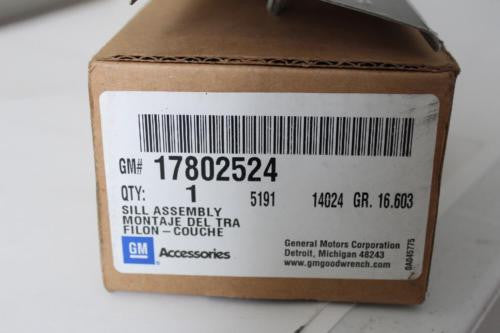 GM# 17802524
QTY: 1 5191 14024 GR. 16.603
SILL ASSEMBLY
MONTAJE DEL TRA
FILON-COUCHE
GM Accessories
General Motors Corporation
Detroit, Michigan 48243
www.gmgoodwrench.com
0A045775